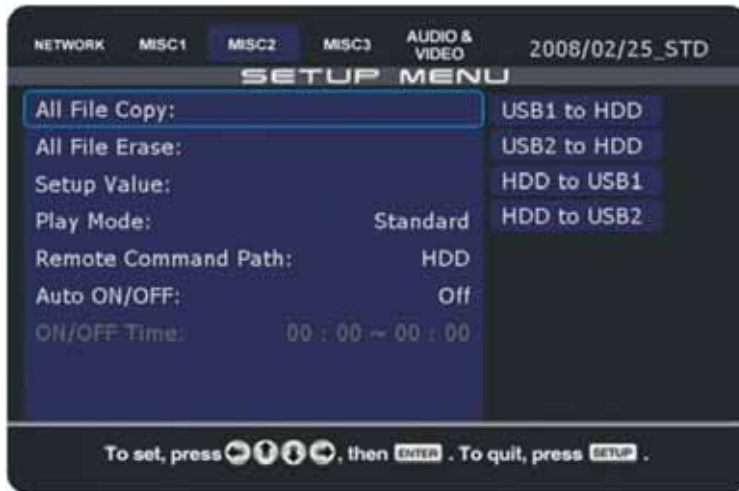 NETWORK MISC1 MISC2 MISC3 AUDIO & VIDEO 2008/02/25_STD
SETUP MENU
All File Copy: USB1 to HDD
All File Erase: USB2 to HDD
Setup Value: HDD to USB1
Play Mode: Standard HDD to USB2
Remote Command Path: HDD
Auto ON/OFF: Off
ON/OFF Time: 00 : 00 ~ 00 : 00
To set, press , then ENTER . To quit, press SETUP .